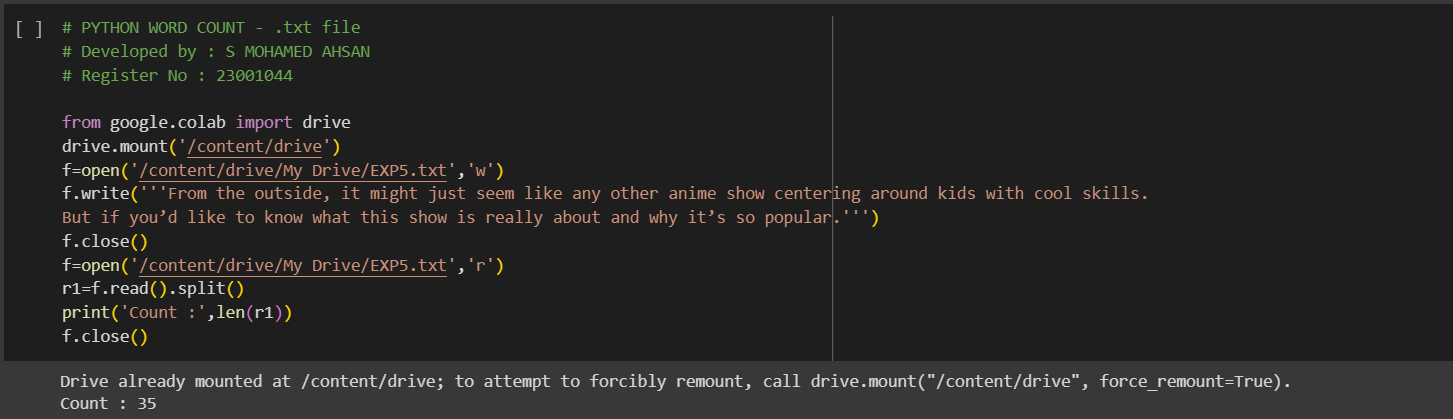 [ ] # PYTHON WORD COUNT - .txt file
# Developed by : S MOHAMED AHSAN
# Register No : 23001044
from google.colab import drive
drive.mount('/content/drive')
f=open('/content/drive/My Drive/EXP5.txt','w')
f.write('''From the outside, it might just seem like any other anime show centering around kids with cool skills.
But if you’d like to know what this show is really about and why it’s so popular.''')
f.close()
f=open('/content/drive/My Drive/EXP5.txt','r')
r1=f.read().split()
print('Count :',len(r1))
f.close()
Drive already mounted at /content/drive; to attempt to forcibly remount, call drive.mount("/content/drive", force_remount=True).
Count : 35